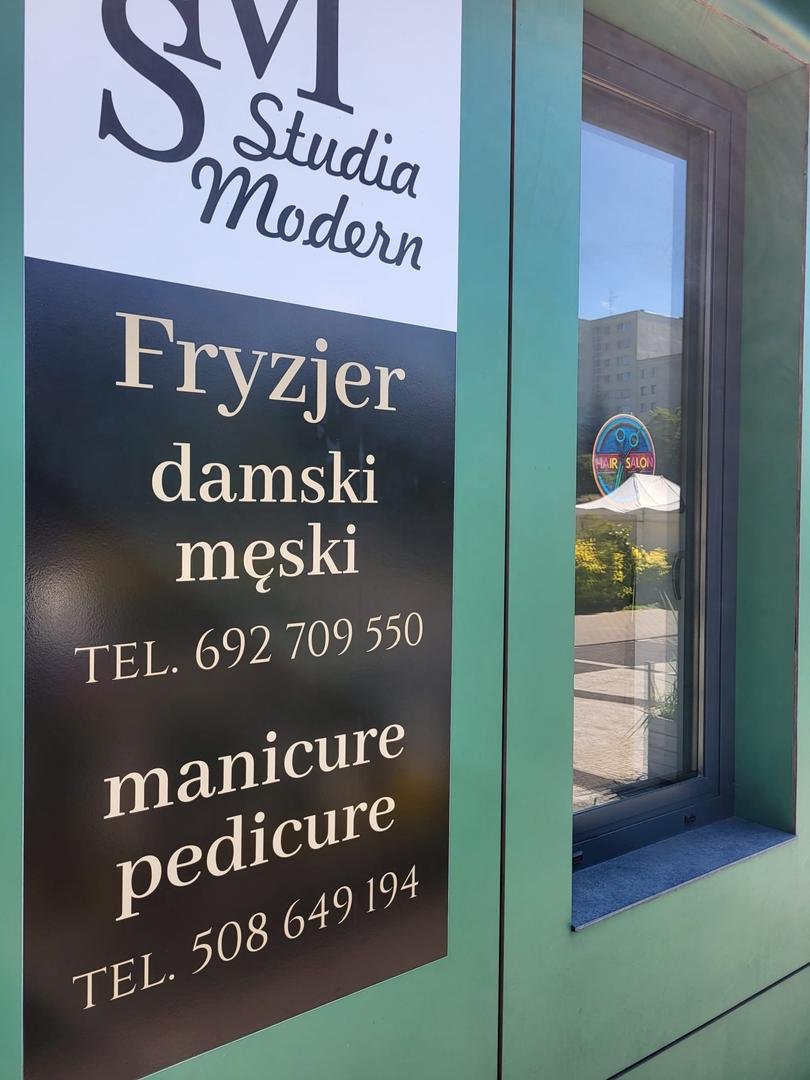 SM
Studia
Modern
Fryzjer
damski
męski
TEL. 692 709 550
manicure
pedicure
TEL. 508 649 194
HAIR SALON